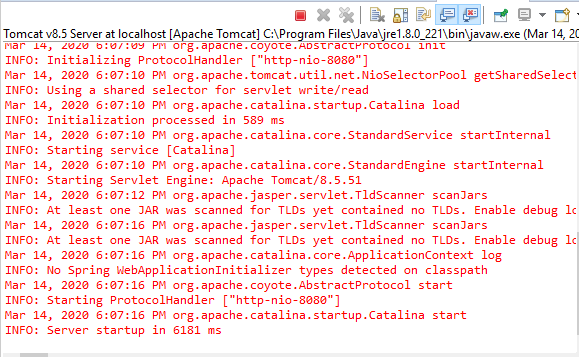 Tomcat v8.5 Server at localhost [Apache Tomcat] C:\Program Files\Java\jre1.8.0_221\bin\javaw.exe (Mar 14, 20
Mar 14, 2020 6:07:09 PM org.apache.coyote.AbstractProtocol init
INFO: Initializing ProtocolHandler ["http-nio-8080"]
Mar 14, 2020 6:07:10 PM org.apache.tomcat.util.net.NioSelectorPool getSharedSelect
INFO: Using a shared selector for servlet write/read
Mar 14, 2020 6:07:10 PM org.apache.catalina.startup.Catalina load
INFO: Initialization processed in 589 ms
Mar 14, 2020 6:07:10 PM org.apache.catalina.core.StandardService startInternal
INFO: Starting service [Catalina]
Mar 14, 2020 6:07:10 PM org.apache.catalina.core.StandardEngine startInternal
INFO: Starting Servlet Engine: Apache Tomcat/8.5.51
Mar 14, 2020 6:07:12 PM org.apache.jasper.servlet.TldScanner scanJars
INFO: At least one JAR was scanned for TLDs yet contained no TLDs. Enable debug lo
Mar 14, 2020 6:07:16 PM org.apache.jasper.servlet.TldScanner scanJars
INFO: At least one JAR was scanned for TLDs yet contained no TLDs. Enable debug lo
Mar 14, 2020 6:07:16 PM org.apache.catalina.core.ApplicationContext log
INFO: No Spring WebApplicationInitializer types detected on classpath
Mar 14, 2020 6:07:16 PM org.apache.coyote.AbstractProtocol start
INFO: Starting ProtocolHandler ["http-nio-8080"]
Mar 14, 2020 6:07:16 PM org.apache.catalina.startup.Catalina start
INFO: Server startup in 6181 ms